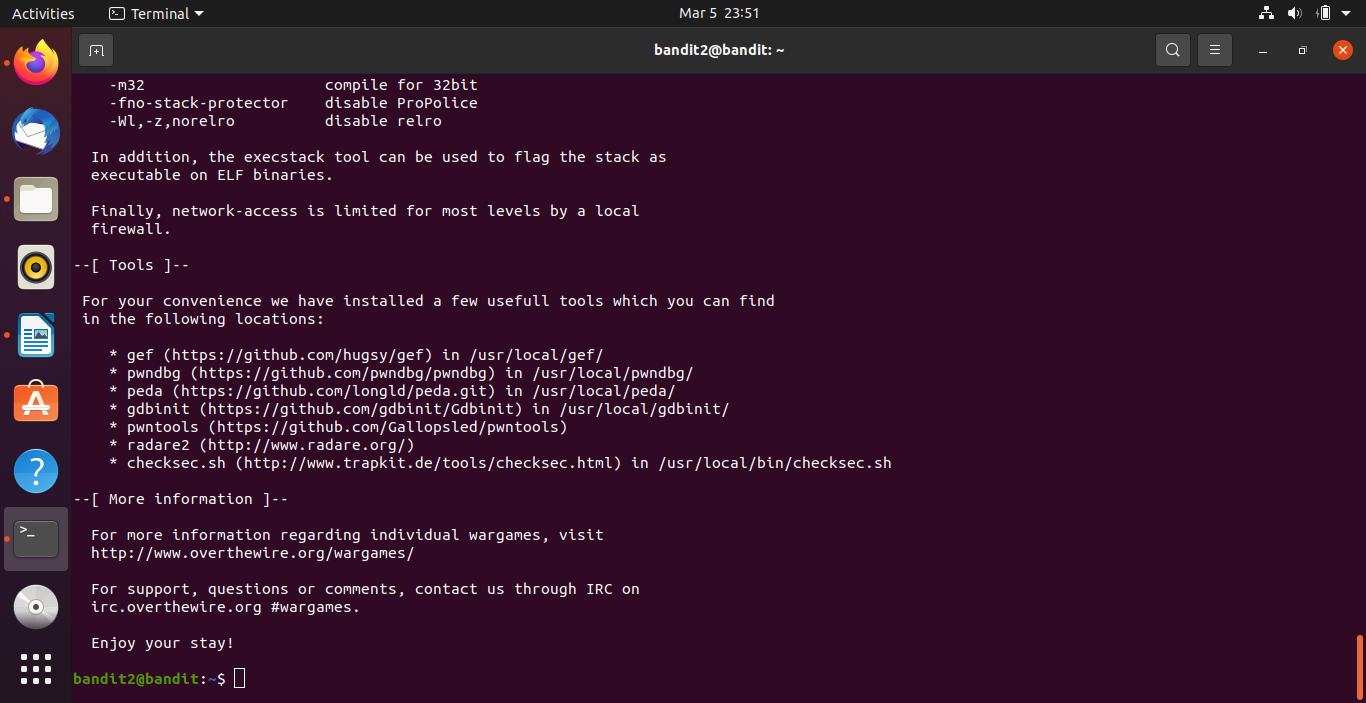 Activities
Terminal
Mar 5 23:51
bandit2@bandit: ~
-m32 compile for 32bit
-fno-stack-protector disable ProPolice
-Wl,-z,norelro disable relro
In addition, the execstack tool can be used to flag the stack as
executable on ELF binaries.
Finally, network-access is limited for most levels by a local
firewall.
--[ Tools ]--
For your convenience we have installed a few usefull tools which you can find
in the following locations:
* gef (https://github.com/hugsy/gef) in /usr/local/gef/
* pwndbg (https://github.com/pwndbg/pwndbg) in /usr/local/pwndbg/
* peda (https://github.com/longld/peda.git) in /usr/local/peda/
* gdbinit (https://github.com/gdbinit/Gdbinit) in /usr/local/gdbinit/
* pwntools (https://github.com/Gallopsled/pwntools)
* radare2 (http://www.radare.org/)
* checksec.sh (http://www.trapkit.de/tools/checksec.html) in /usr/local/bin/checksec.sh
--[ More information ]--
For more information regarding individual wargames, visit
http://www.overthewire.org/wargames/
For support, questions or comments, contact us through IRC on
irc.overthewire.org #wargames.
Enjoy your stay!
bandit2@bandit:~$